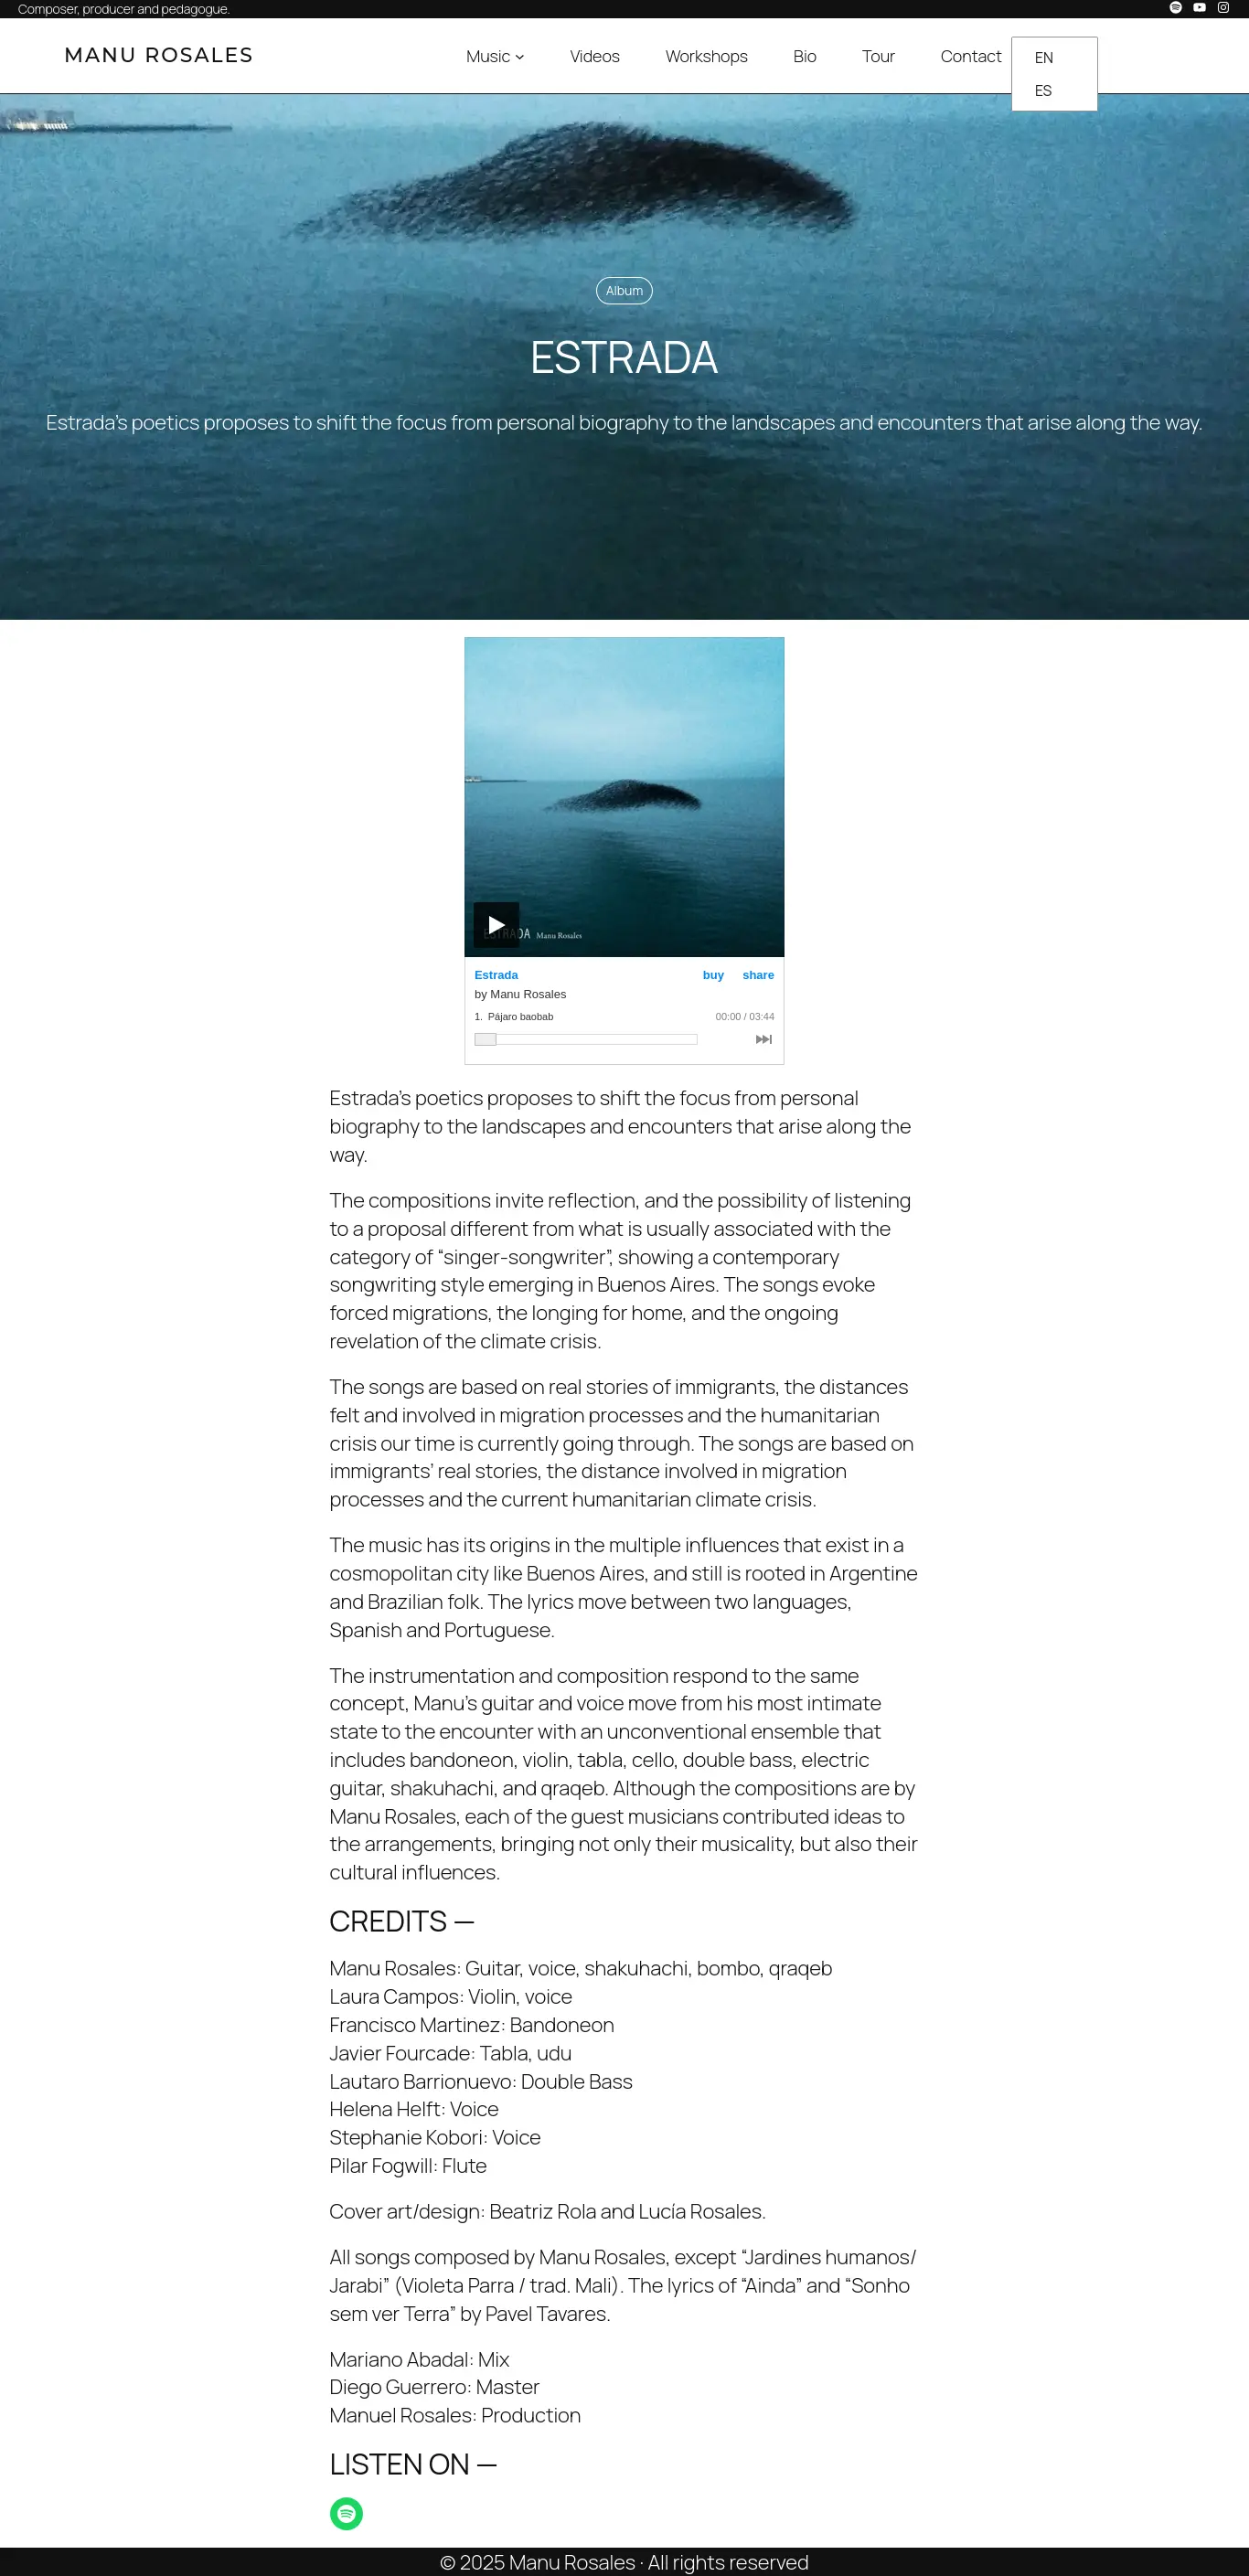 Composer, producer and pedagogue.
MANU ROSALES
Music
Videos
Workshops
Bio
Tour
Contact
EN
ES
Album
ESTRADA
Estrada’s poetics proposes to shift the focus from personal biography to the landscapes and encounters that arise along the way.
ESTRADA Manu Rosales
Estrada buy share
by Manu Rosales
1. Pájaro baobab 00:00 / 03:44
Estrada’s poetics proposes to shift the focus from personal
biography to the landscapes and encounters that arise along the
way.
The compositions invite reflection, and the possibility of listening
to a proposal different from what is usually associated with the
category of “singer-songwriter”, showing a contemporary
songwriting style emerging in Buenos Aires. The songs evoke
forced migrations, the longing for home, and the ongoing
revelation of the climate crisis.
The songs are based on real stories of immigrants, the distances
felt and involved in migration processes and the humanitarian
crisis our time is currently going through. The songs are based on
immigrants’ real stories, the distance involved in migration
processes and the current humanitarian climate crisis.
The music has its origins in the multiple influences that exist in a
cosmopolitan city like Buenos Aires, and still is rooted in Argentine
and Brazilian folk. The lyrics move between two languages,
Spanish and Portuguese.
The instrumentation and composition respond to the same
concept, Manu’s guitar and voice move from his most intimate
state to the encounter with an unconventional ensemble that
includes bandoneon, violin, tabla, cello, double bass, electric
guitar, shakuhachi, and qraqeb. Although the compositions are by
Manu Rosales, each of the guest musicians contributed ideas to
the arrangements, bringing not only their musicality, but also their
cultural influences.
CREDITS —
Manu Rosales: Guitar, voice, shakuhachi, bombo, qraqeb
Laura Campos: Violin, voice
Francisco Martinez: Bandoneon
Javier Fourcade: Tabla, udu
Lautaro Barrionuevo: Double Bass
Helena Helft: Voice
Stephanie Kobori: Voice
Pilar Fogwill: Flute
Cover art/design: Beatriz Rola and Lucía Rosales.
All songs composed by Manu Rosales, except “Jardines humanos/
Jarabi” (Violeta Parra / trad. Mali). The lyrics of “Ainda” and “Sonho
sem ver Terra” by Pavel Tavares.
Mariano Abadal: Mix
Diego Guerrero: Master
Manuel Rosales: Production
LISTEN ON —
© 2025 Manu Rosales · All rights reserved